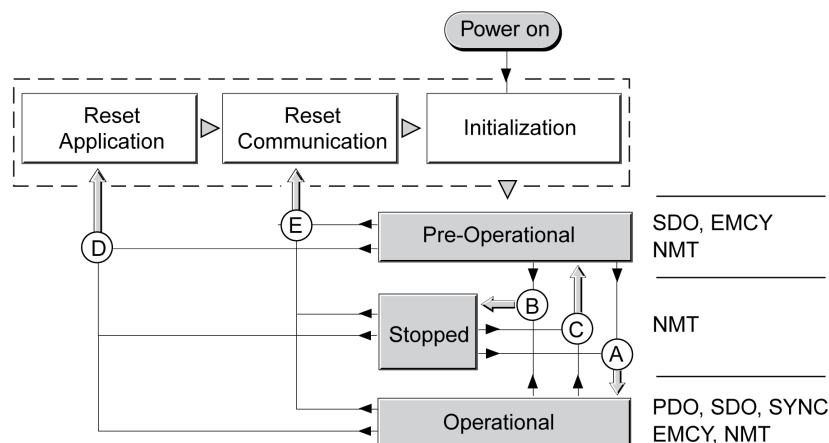 Power on
Reset
Application
Reset
Communication
Initialization
E
D
Pre-Operational
SDO, EMCY
NMT
B
C
Stopped
NMT
A
Operational
PDO, SDO, SYNC
EMCY, NMT